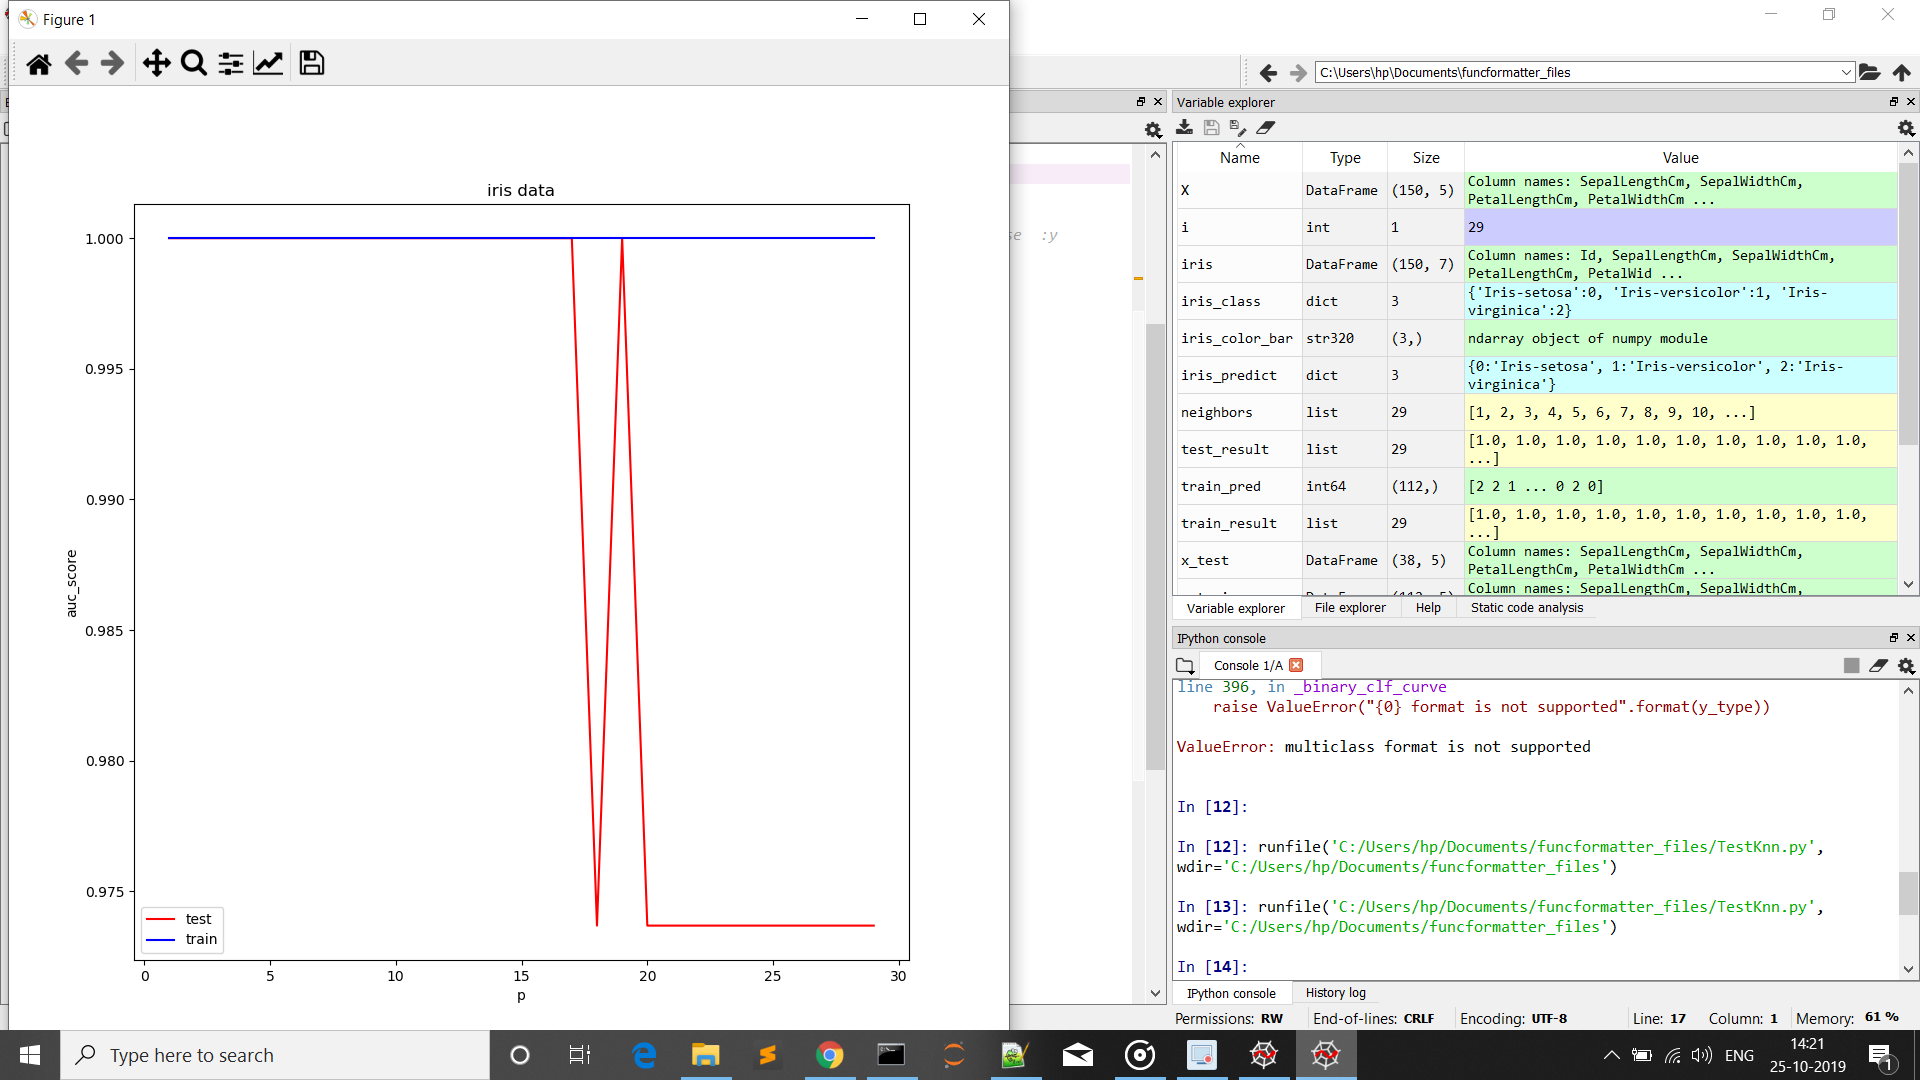 Figure 1
C:\Users\hp\Documents\funcformatter_files
iris data
1.000
0.995
0.990
0.985
0.980
0.975
auc_score
test
train
0 5 10 15 20 25 30
p
:y
Variable explorer
Name Type Size Value
X DataFrame (150, 5) Column names: SepalLengthCm, SepalWidthCm,
PetalLengthCm, PetalWidthCm ...
i int 1 29
iris DataFrame (150, 7) Column names: Id, SepalLengthCm, SepalWidthCm,
PetalLengthCm, PetalWid ...
iris_class dict 3 {'Iris-setosa':0, 'Iris-versicolor':1, 'Iris-
virginica':2}
iris_color_bar str320 (3,) ndarray object of numpy module
iris_predict dict 3 {0:'Iris-setosa', 1:'Iris-versicolor', 2:'Iris-
virginica'}
neighbors list 29 [1, 2, 3, 4, 5, 6, 7, 8, 9, 10, ...]
test_result list 29 [1.0, 1.0, 1.0, 1.0, 1.0, 1.0, 1.0, 1.0, 1.0, 1.0,
...]
train_pred int64 (112,) [2 2 1 ... 0 2 0]
train_result list 29 [1.0, 1.0, 1.0, 1.0, 1.0, 1.0, 1.0, 1.0, 1.0, 1.0,
...]
x_test DataFrame (38, 5) Column names: SepalLengthCm, SepalWidthCm,
PetalLengthCm, PetalWidthCm ...
Column names: SepalLengthCm, SepalWidthCm,
Variable explorer File explorer Help Static code analysis
IPython console
Console 1/A
line 396, in _binary_clf_curve
raise ValueError("{0} format is not supported".format(y_type))
ValueError: multiclass format is not supported
In [12]:
In [12]: runfile('C:/Users/hp/Documents/funcformatter_files/TestKnn.py',
wdir='C:/Users/hp/Documents/funcformatter_files')
In [13]: runfile('C:/Users/hp/Documents/funcformatter_files/TestKnn.py',
wdir='C:/Users/hp/Documents/funcformatter_files')
In [14]:
IPython console History log
Permissions: RW End-of-lines: CRLF Encoding: UTF-8 Line: 17 Column: 1 Memory: 61 %
Type here to search
ENG
14:21
25-10-2019
1